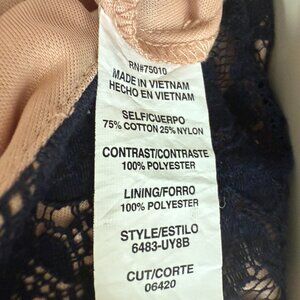 RN#75010
MADE IN VIETNAM
HECHO EN VIETNAM
SELF/CUERPO
75% COTTON 25% NYLON
CONTRAST/CONTRASTE
100% POLYESTER
LINING/FORRO
100% POLYESTER
STYLE/ESTILO
6483-UY8B
CUT/CORTE
06420